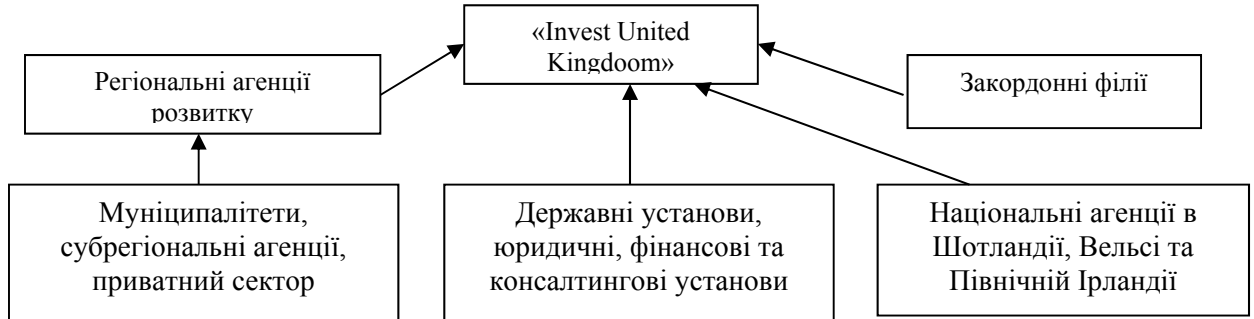 «Invest United
Kingdoom»
Регіональні агенції
розвитку
Закордонні філії
Муніципалітети,
субрегіональні агенції,
приватний сектор
Державні установи,
юридичні, фінансові та
консалтингові установи
Національні агенції в
Шотландії, Вельсі та
Північній Ірландії